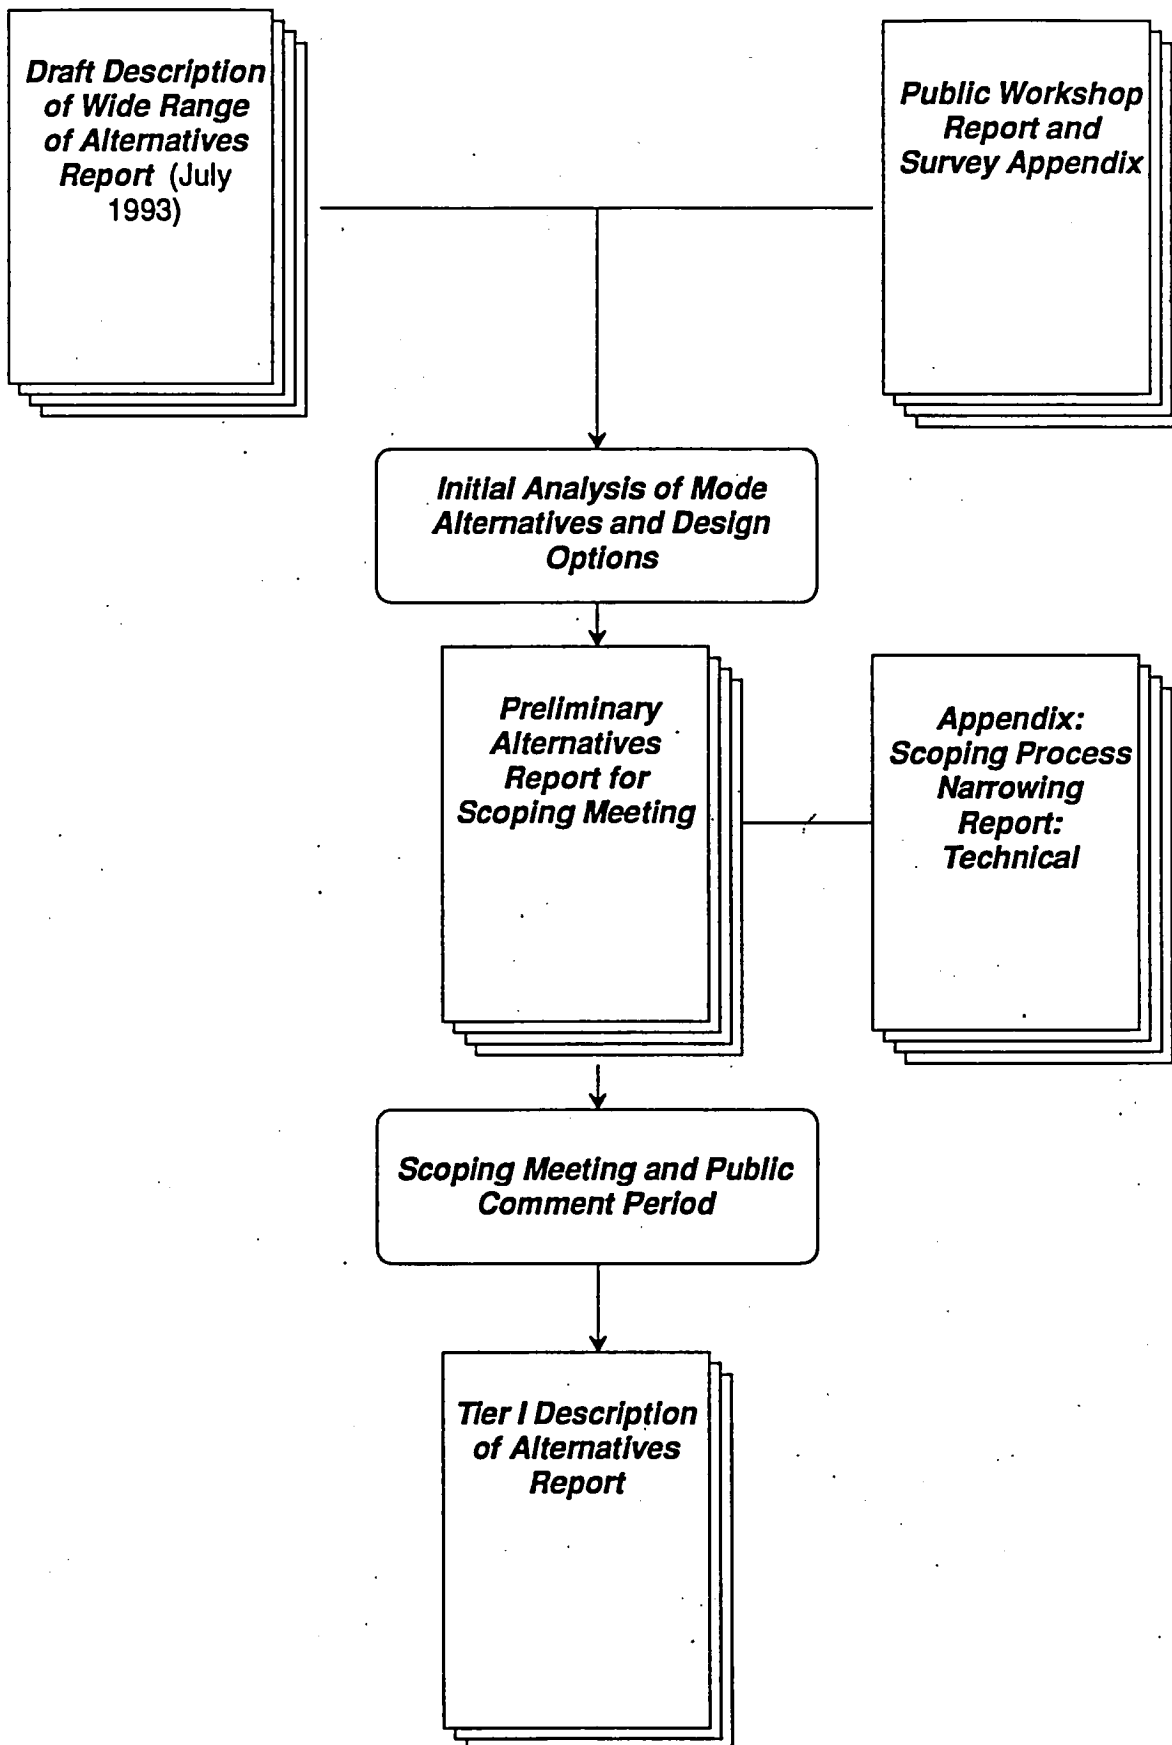 Draft Description
of Wide Range
of Alternatives
Report (July
1993)
Public Workshop
Report and
Survey Appendix
Initial Analysis of Mode
Alternatives and Design
Options
Preliminary
Alternatives
Report for
Scoping Meeting
Appendix:
Scoping Process
Narrowing
Report:
Technical
Scoping Meeting and Public
Comment Period
Tier I Description
of Alternatives
Report